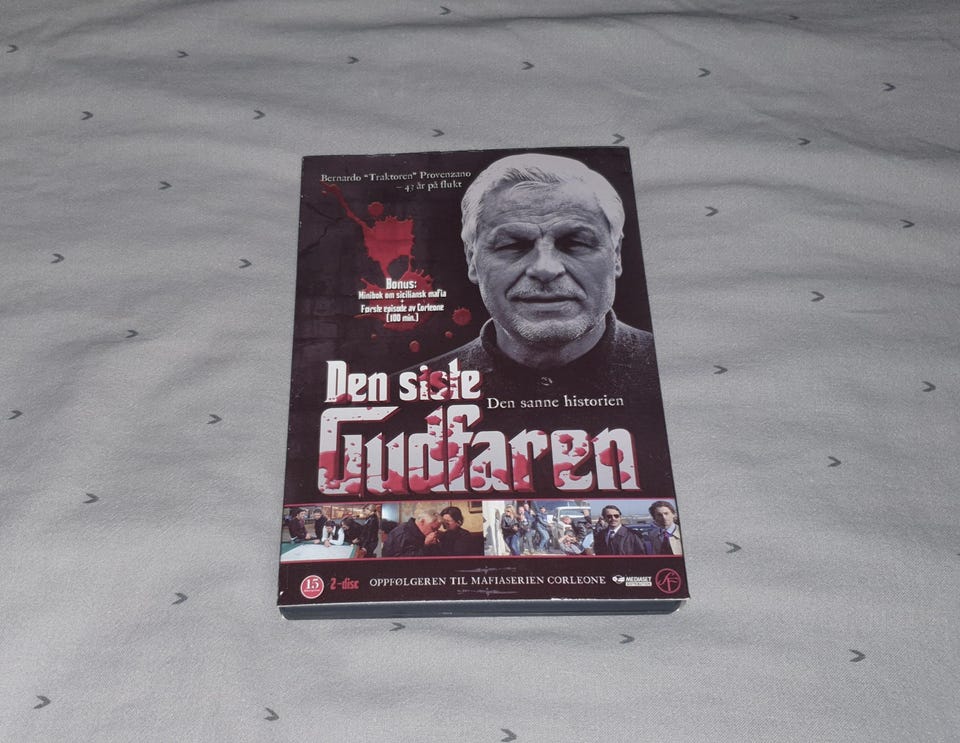 Bernardo "Traktoren" Provenzano
– 43 år på flukt
Bonus:
Minibok om siciliansk mafia
+
Første episode av Corleone
(100 min.)
Den siste
Den sanne historien
Gudfaren
15
2-disc
OPPFØLGEREN TIL MAFIASERIEN CORLEONE
MEDIASET
SF